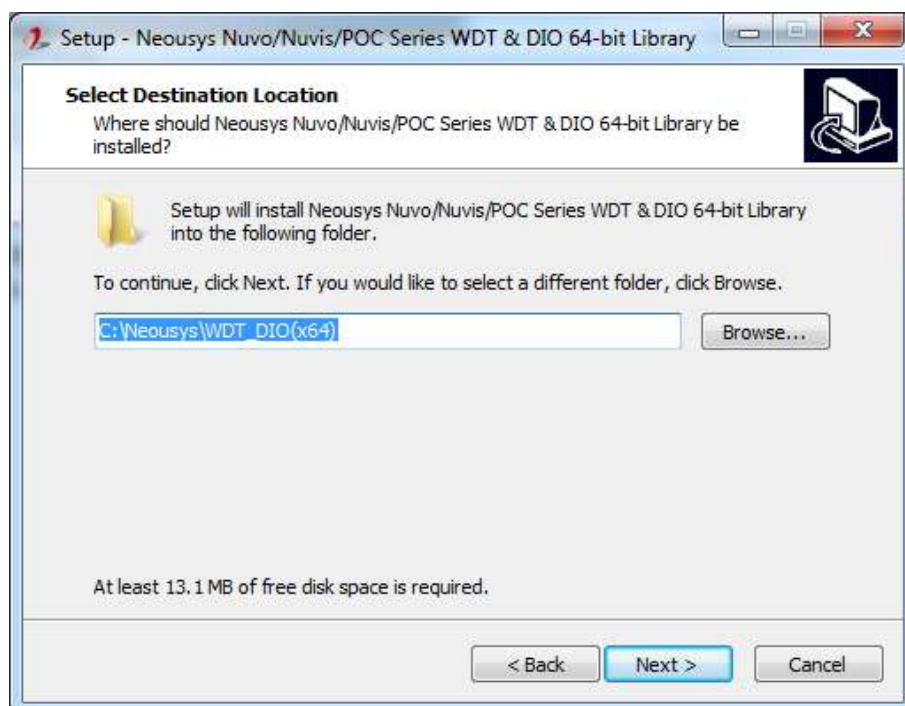 Setup - Neousys Nuvo/Nuvis/POC Series WDT & DIO 64-bit Library
Select Destination Location
Where should Neousys Nuvo/Nuvis/POC Series WDT & DIO 64-bit Library be
installed?
Setup will install Neousys Nuvo/Nuvis/POC Series WDT & DIO 64-bit Library
into the following folder.
To continue, click Next. If you would like to select a different folder, click Browse.
C:\Neousys\WDT_DIO(x64)
Browse...
At least 13.1 MB of free disk space is required.
< Back
Next >
Cancel